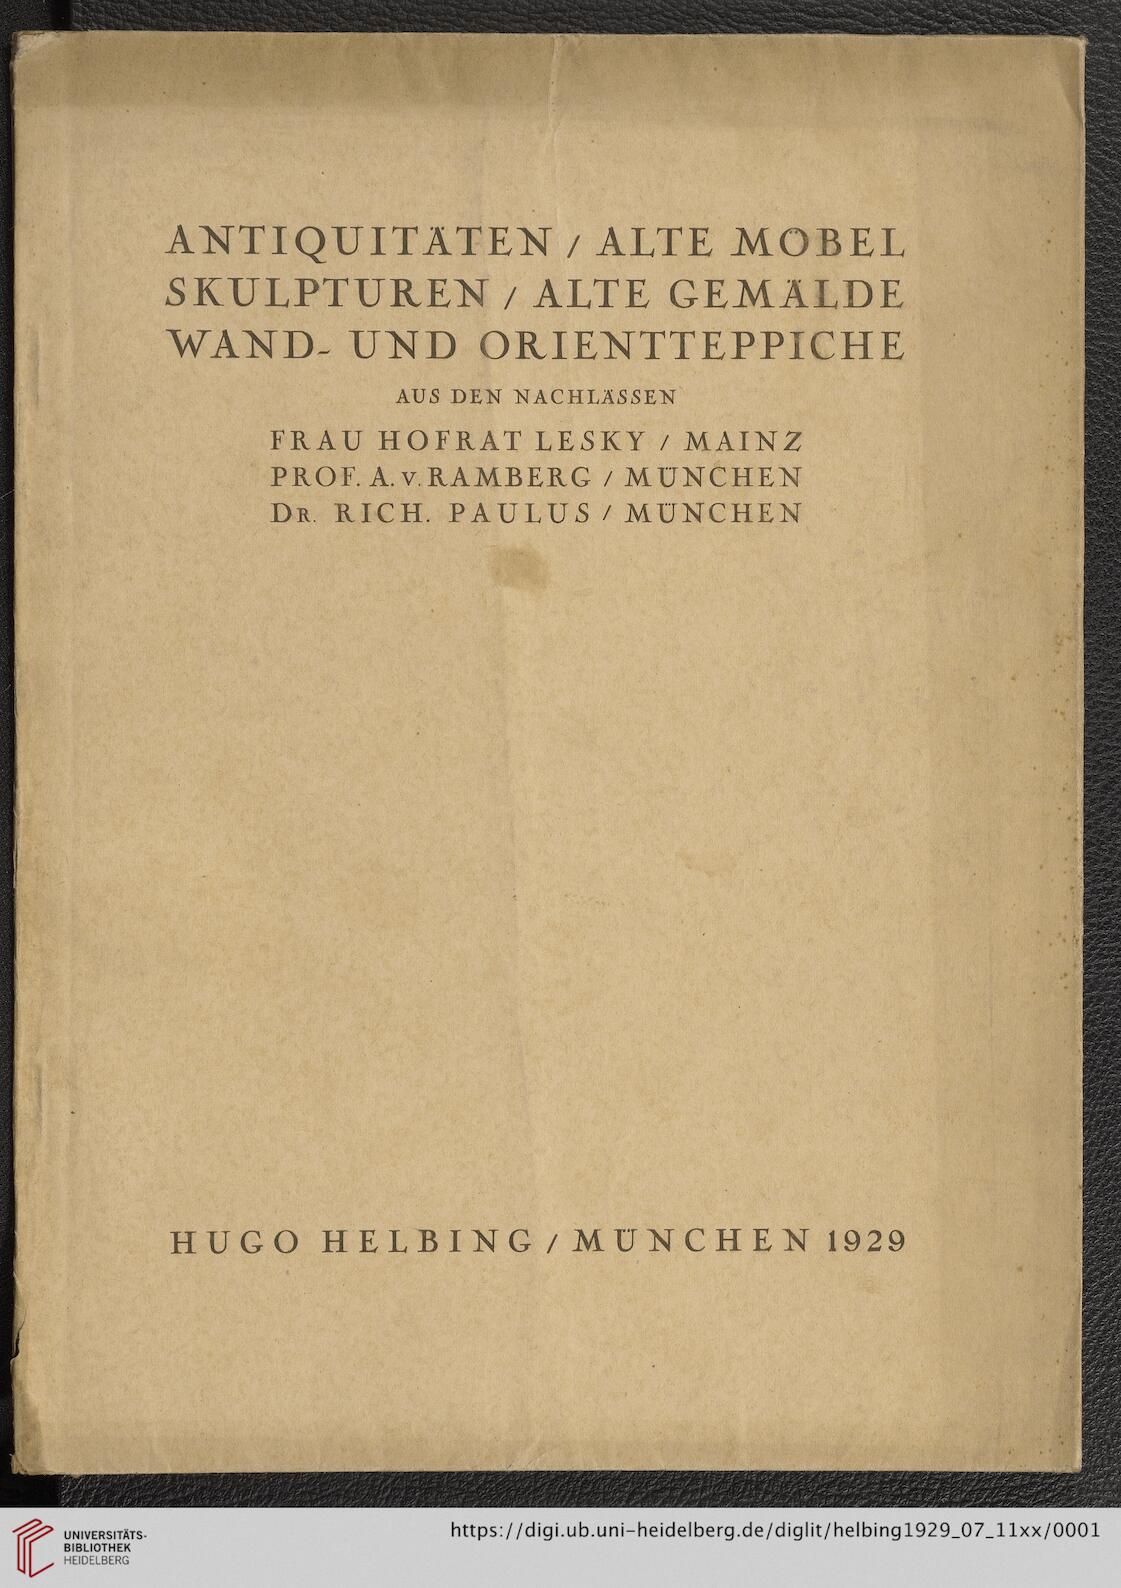 ANTIQUITÄTEN / ALTE MÖBEL
SKULPTUREN / ALTE GEMÄLDE
WAND- UND ORIENTTEPPICHE
AUS DEN NACHLÄSSEN
FRAU HOFRAT LESKY / MAINZ
PROF. A. v. RAMBERG / MÜNCHEN
DR. RICH. PAULUS / MÜNCHEN
HUGO HELBING / MÜNCHEN 1929
UNIVERSITÄTS-
BIBLIOTHEK
HEIDELBERG
https://digi.ub.uni-heidelberg.de/diglit/helbing1929_07_11xx/0001